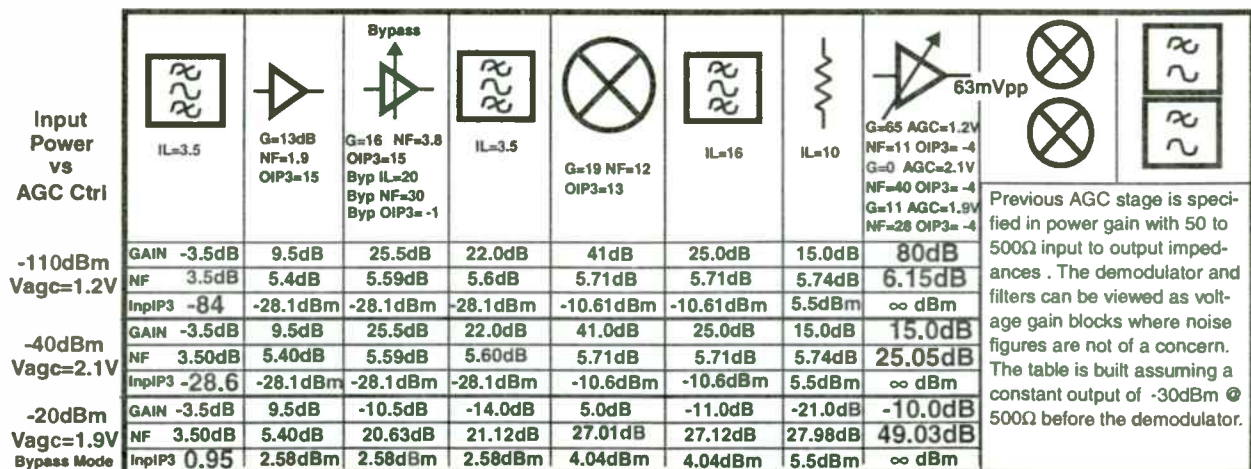 Input
Power
vs
AGC Ctrl
IL=3.5
G=13dB
NF=1.9
OIP3=15
Bypass
G=16 NF=3.8
OIP3=15
Byp IL=20
Byp NF=30
Byp OIP3= -1
IL=3.5
G=19 NF=12
OIP3=13
IL=16
IL=10
63mVpp
G=65 AGC=1.2V
NF=11 OIP3= -4
G=0 AGC=2.1V
NF=40 OIP3= -4
G=11 AGC=1.9V
NF=28 OIP3= -4
Previous AGC stage is speci-
fied in power gain with 50 to
500Ω input to output imped-
ances . The demodulator and
filters can be viewed as volt-
age gain blocks where noise
figures are not of a concern.
The table is built assuming a
constant output of -30dBm @
500Ω before the demodulator.
-110dBm
Vagc=1.2V
GAIN -3.5dB 9.5dB 25.5dB 22.0dB 41dB 25.0dB 15.0dB 80dB
NF 3.5dB 5.4dB 5.59dB 5.6dB 5.71dB 5.71dB 5.74dB 6.15dB
InpIP3 -84 -28.1dBm -28.1dBm -28.1dBm -10.61dBm -10.61dBm 5.5dBm ∞ dBm
-40dBm
Vagc=2.1V
GAIN -3.5dB 9.5dB 25.5dB 22.0dB 41.0dB 25.0dB 15.0dB 15.0dB
NF 3.50dB 5.40dB 5.59dB 5.60dB 5.71dB 5.71dB 5.74dB 25.05dB
InpIP3 -28.6 -28.1dBm -28.1dBm -28.1dBm -10.6dBm -10.6dBm 5.5dBm ∞ dBm
-20dBm
Vagc=1.9V
Bypass Mode
GAIN -3.5dB 9.5dB -10.5dB -14.0dB 5.0dB -11.0dB -21.0dB -10.0dB
NF 3.50dB 5.40dB 20.63dB 21.12dB 27.01dB 27.12dB 27.98dB 49.03dB
InpIP3 0.95 2.58dBm 2.58dBm 2.58dBm 4.04dBm 4.04dBm 5.5dBm ∞ dBm